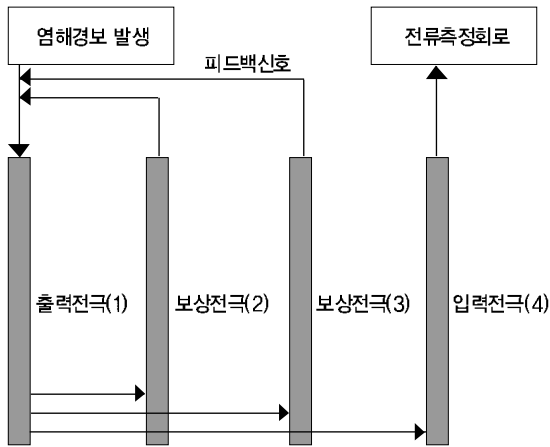 염해경보 발생
전류측정회로
피드백신호
출력전극(1)
보상전극(2)
보상전극(3)
입력전극(4)